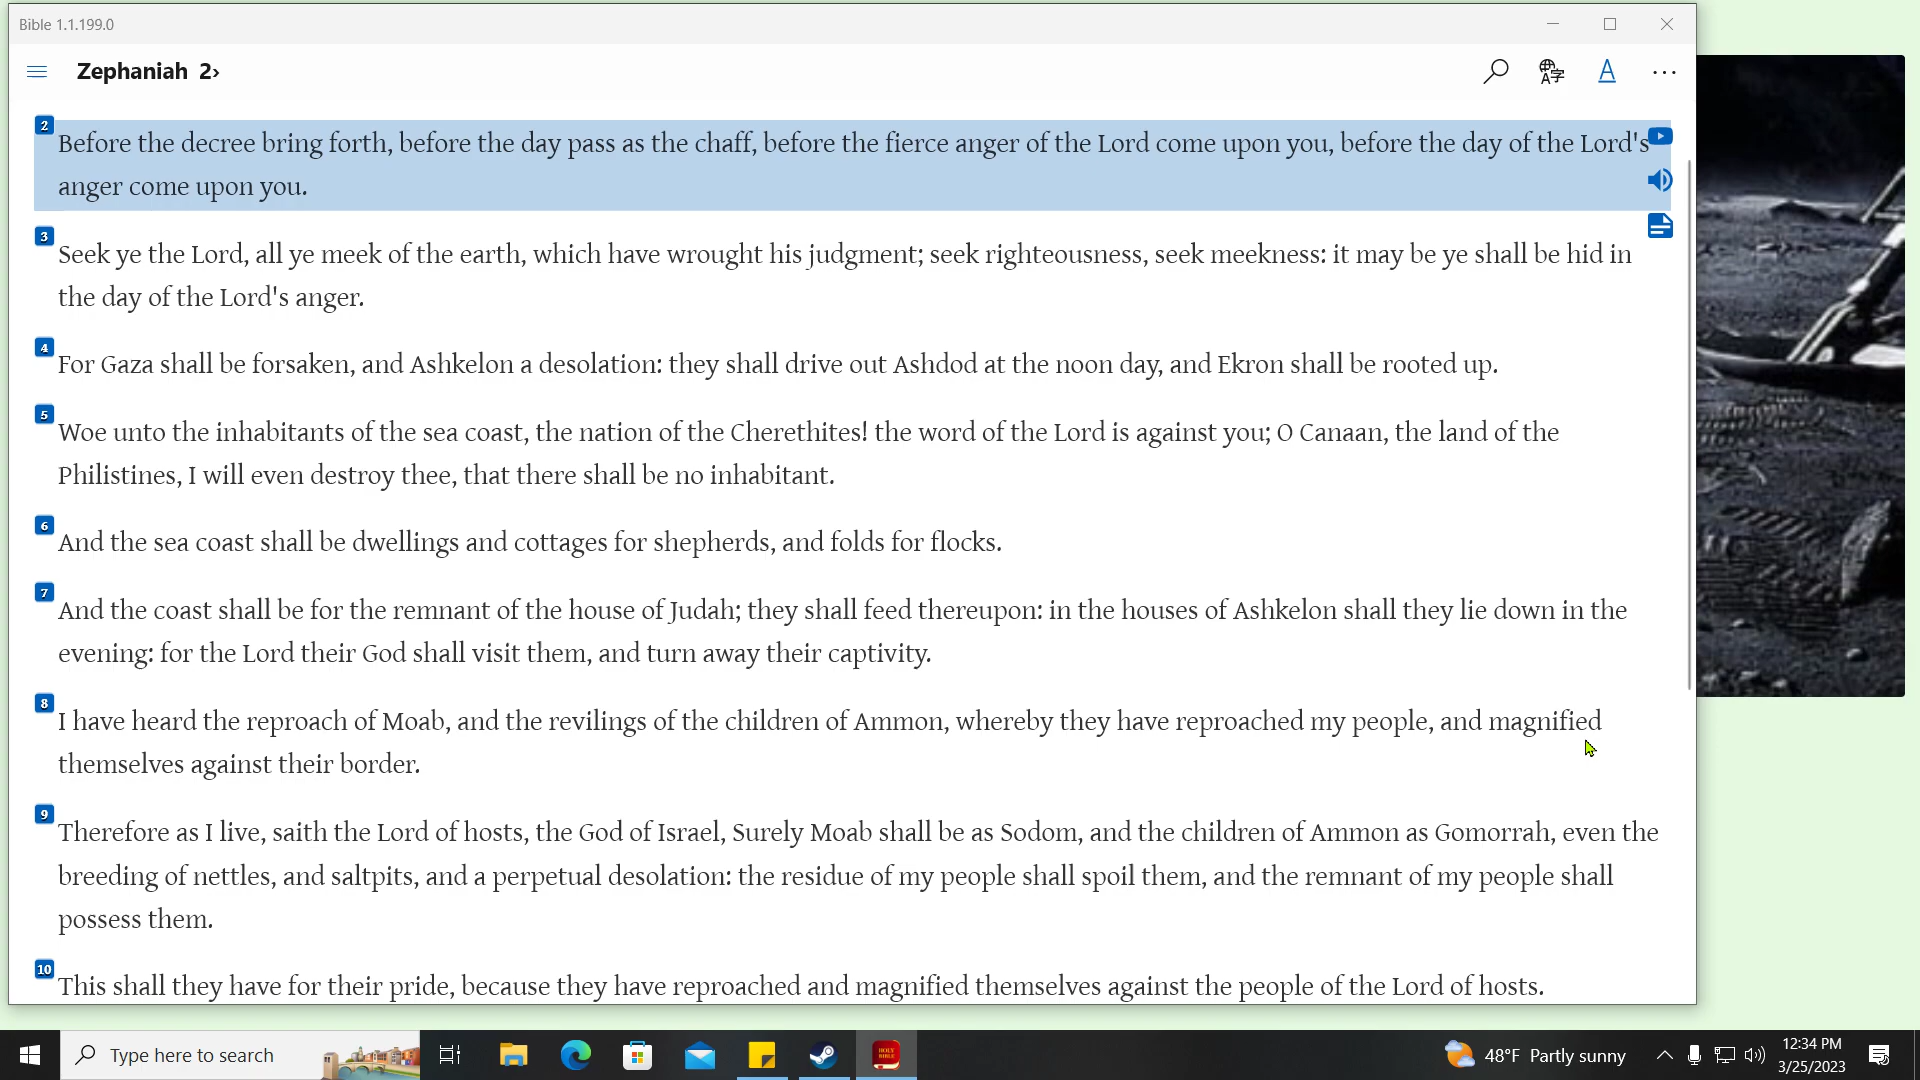 Bible 1.1.199.0
Zephaniah 2›
2
Before the decree bring forth, before the day pass as the chaff, before the fierce anger of the Lord come upon you, before the day of the Lord's
anger come upon you.
3
Seek ye the Lord, all ye meek of the earth, which have wrought his judgment; seek righteousness, seek meekness: it may be ye shall be hid in
the day of the Lord's anger.
4
For Gaza shall be forsaken, and Ashkelon a desolation: they shall drive out Ashdod at the noon day, and Ekron shall be rooted up.
5
Woe unto the inhabitants of the sea coast, the nation of the Cherethites! the word of the Lord is against you; O Canaan, the land of the
Philistines, I will even destroy thee, that there shall be no inhabitant.
6
And the sea coast shall be dwellings and cottages for shepherds, and folds for flocks.
7
And the coast shall be for the remnant of the house of Judah; they shall feed thereupon: in the houses of Ashkelon shall they lie down in the
evening: for the Lord their God shall visit them, and turn away their captivity.
8
I have heard the reproach of Moab, and the revilings of the children of Ammon, whereby they have reproached my people, and magnified
themselves against their border.
9
Therefore as I live, saith the Lord of hosts, the God of Israel, Surely Moab shall be as Sodom, and the children of Ammon as Gomorrah, even the
breeding of nettles, and saltpits, and a perpetual desolation: the residue of my people shall spoil them, and the remnant of my people shall
possess them.
10
This shall they have for their pride, because they have reproached and magnified themselves against the people of the Lord of hosts.
Type here to search
HOLY BIBLE
48°F Partly sunny
12:34 PM
3/25/2023